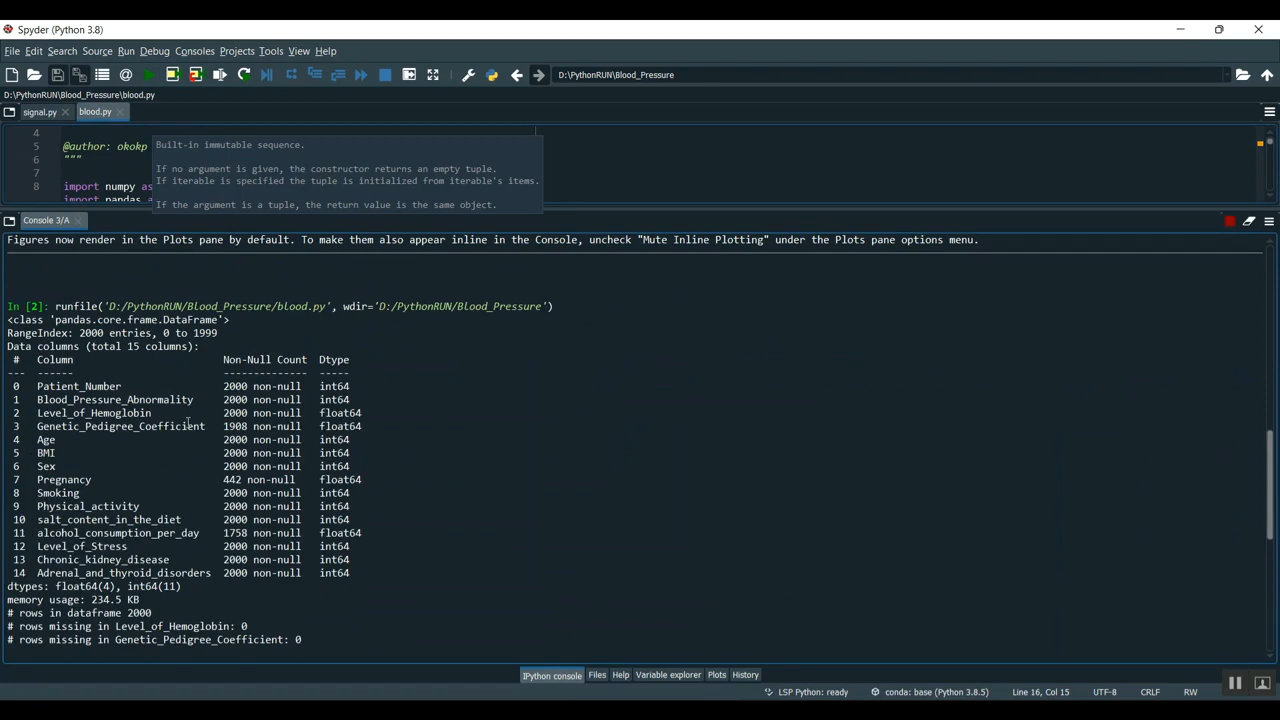 Spyder (Python 3.8)
File Edit Search Source Run Debug Consoles Projects Tools View Help
D:\PythonRUN\Blood_Pressure
D:\PythonRUN\Blood_Pressure\blood.py
signal.py blood.py
4
5 @author: okokp
6 """
7
8 import numpy as
import pandas
Built-in immutable sequence.
If no argument is given, the constructor returns an empty tuple.
If iterable is specified the tuple is initialized from iterable's items.
If the argument is a tuple, the return value is the same object.
Console 3/A
Figures now render in the Plots pane by default. To make them also appear inline in the Console, uncheck "Mute Inline Plotting" under the Plots pane options menu.
In [2]: runfile('D:/PythonRUN/Blood_Pressure/blood.py', wdir='D:/PythonRUN/Blood_Pressure')
<class 'pandas.core.frame.DataFrame'>
RangeIndex: 2000 entries, 0 to 1999
Data columns (total 15 columns):
# Column Non-Null Count Dtype
--- ------ -------------- -----
0 Patient_Number 2000 non-null int64
1 Blood_Pressure_Abnormality 2000 non-null int64
2 Level_of_Hemoglobin 2000 non-null float64
3 Genetic_Pedigree_Coefficient 1908 non-null float64
4 Age 2000 non-null int64
5 BMI 2000 non-null int64
6 Sex 2000 non-null int64
7 Pregnancy 442 non-null float64
8 Smoking 2000 non-null int64
9 Physical_activity 2000 non-null int64
10 salt_content_in_the_diet 2000 non-null int64
11 alcohol_consumption_per_day 1758 non-null float64
12 Level_of_Stress 2000 non-null int64
13 Chronic_kidney_disease 2000 non-null int64
14 Adrenal_and_thyroid_disorders 2000 non-null int64
dtypes: float64(4), int64(11)
memory usage: 234.5 KB
# rows in dataframe 2000
# rows missing in Level_of_Hemoglobin: 0
# rows missing in Genetic_Pedigree_Coefficient: 0
IPython console Files Help Variable explorer Plots History
LSP Python: ready conda: base (Python 3.8.5) Line 16, Col 15 UTF-8 CRLF RW